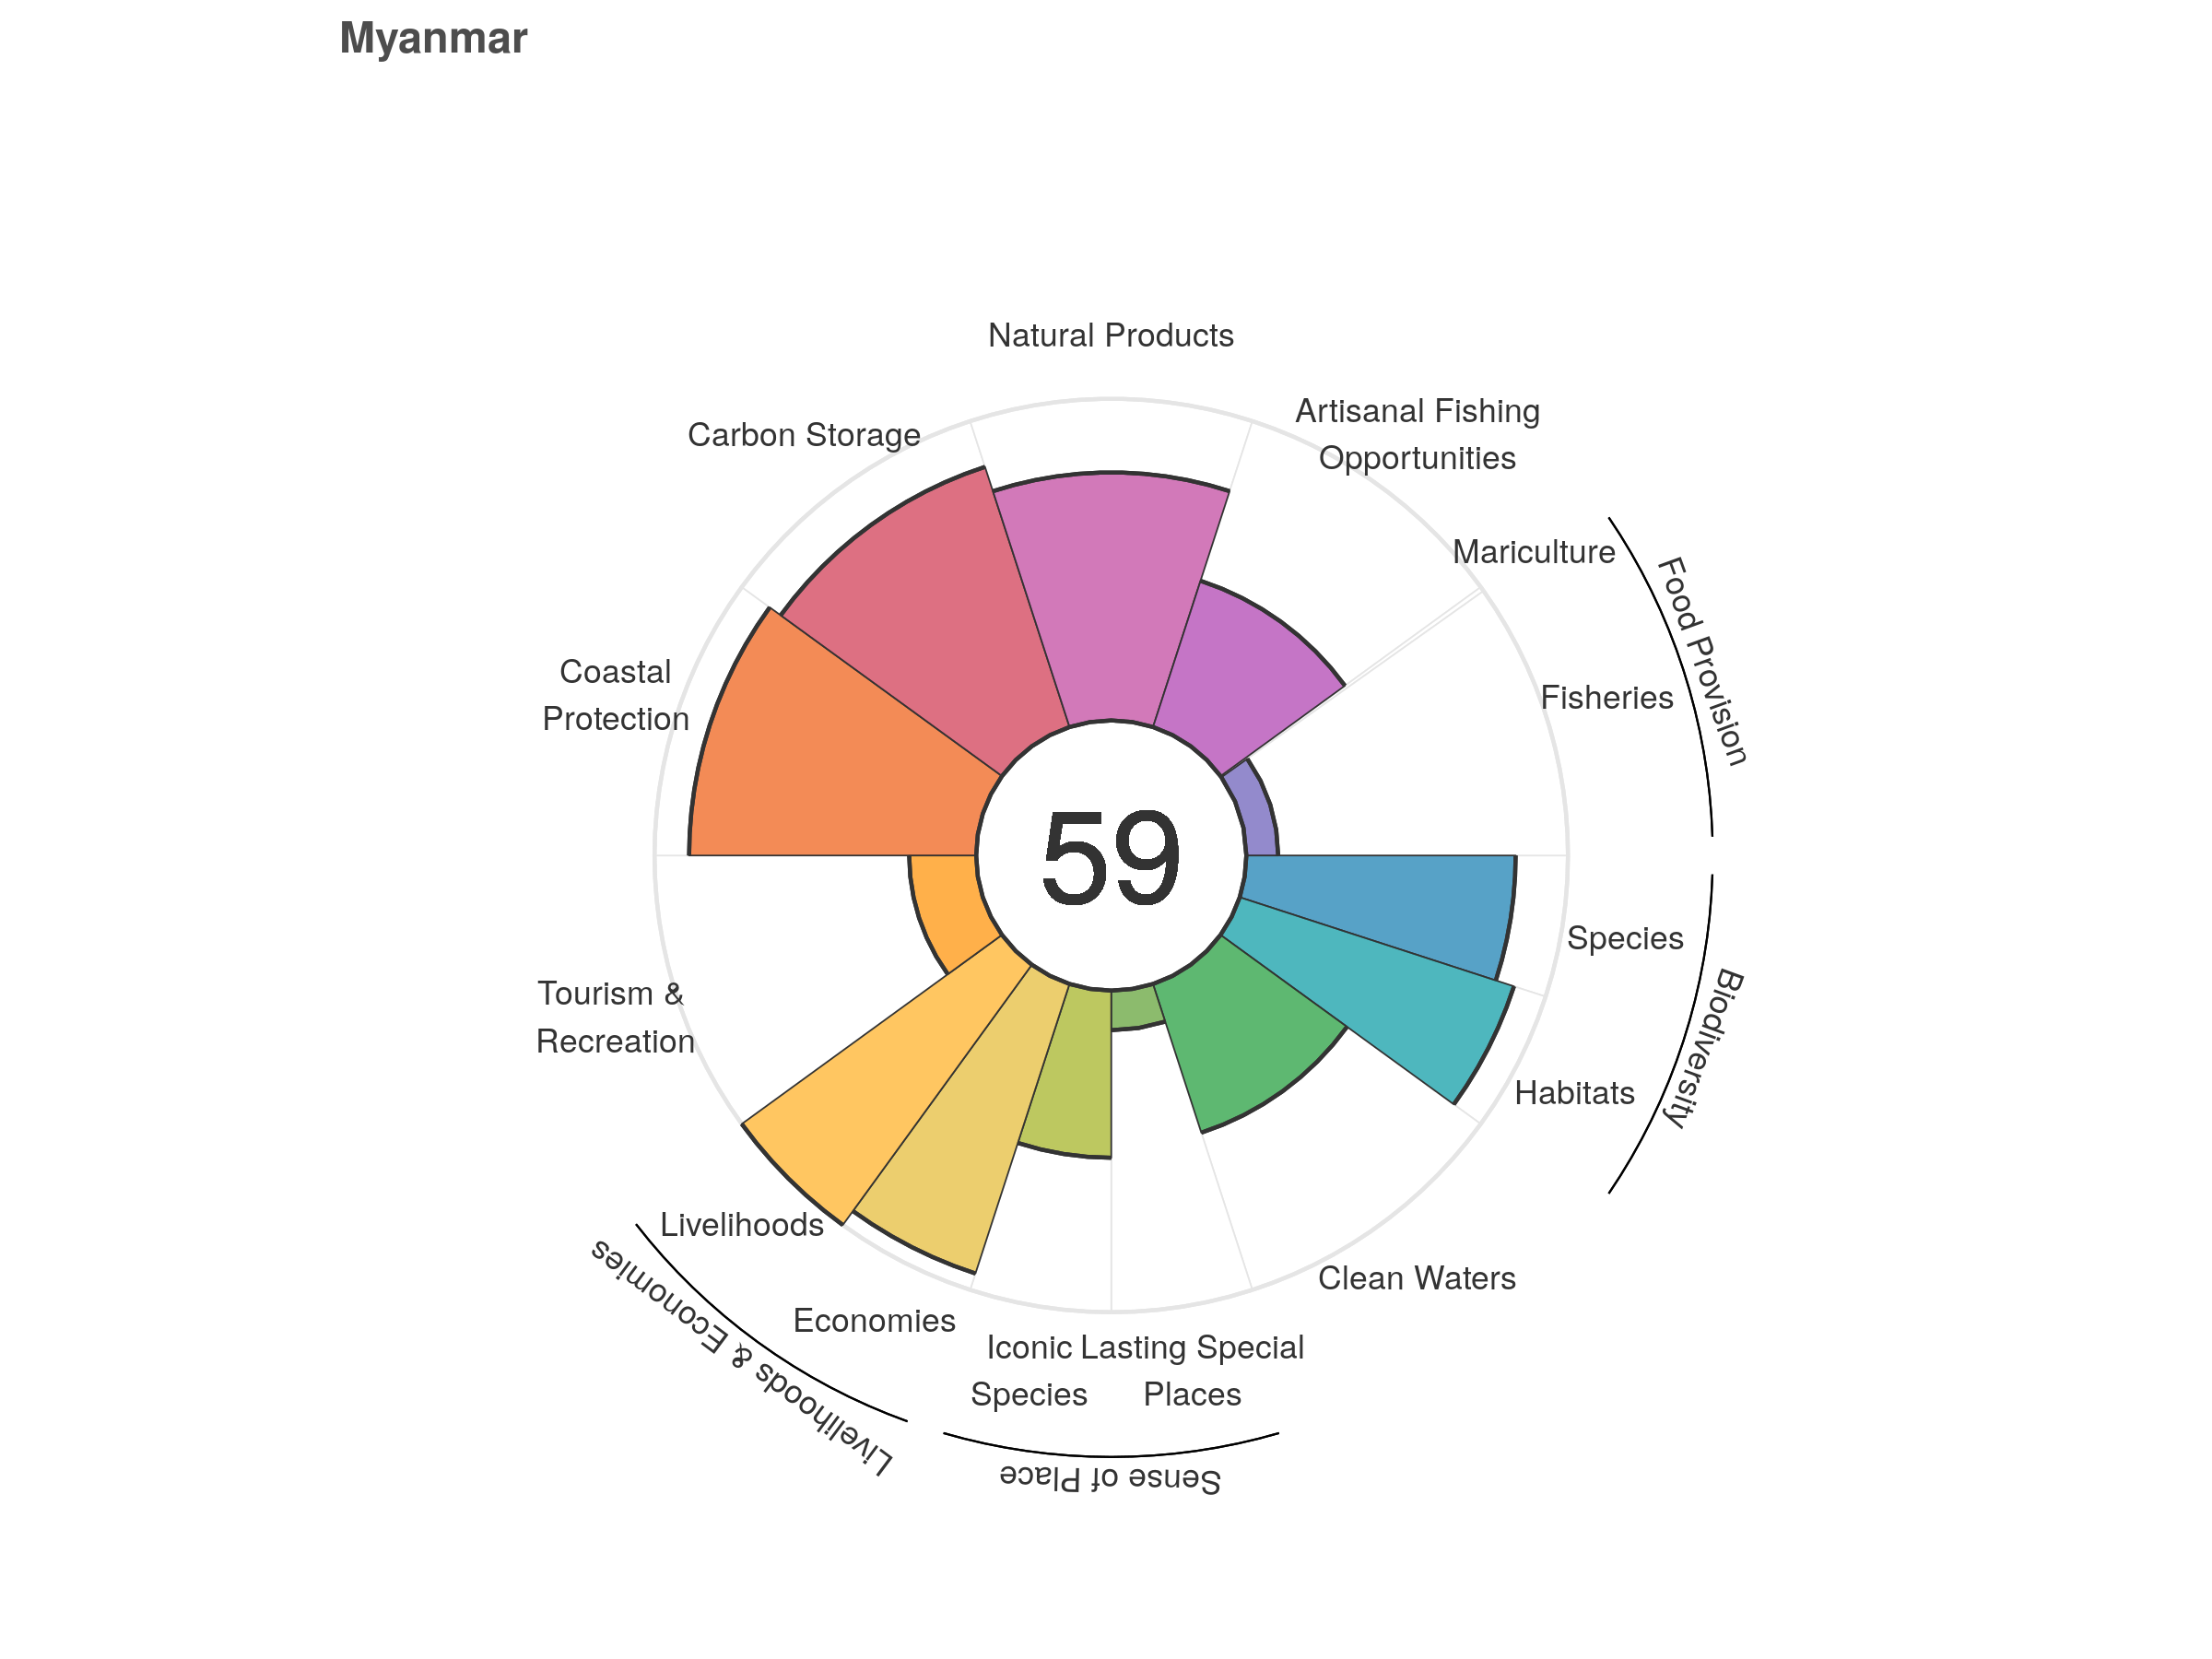 Myanmar
Natural Products
Artisanal Fishing
Opportunities
Carbon Storage
Mariculture
Food Provision
Fisheries
Coastal
Protection
59
Species
Biodiversity
Habitats
Tourism &
Recreation
Livelihoods
Livelihoods & Economies
Clean Waters
Economies
Iconic
Species
Lasting Special
Places
Sense of Place